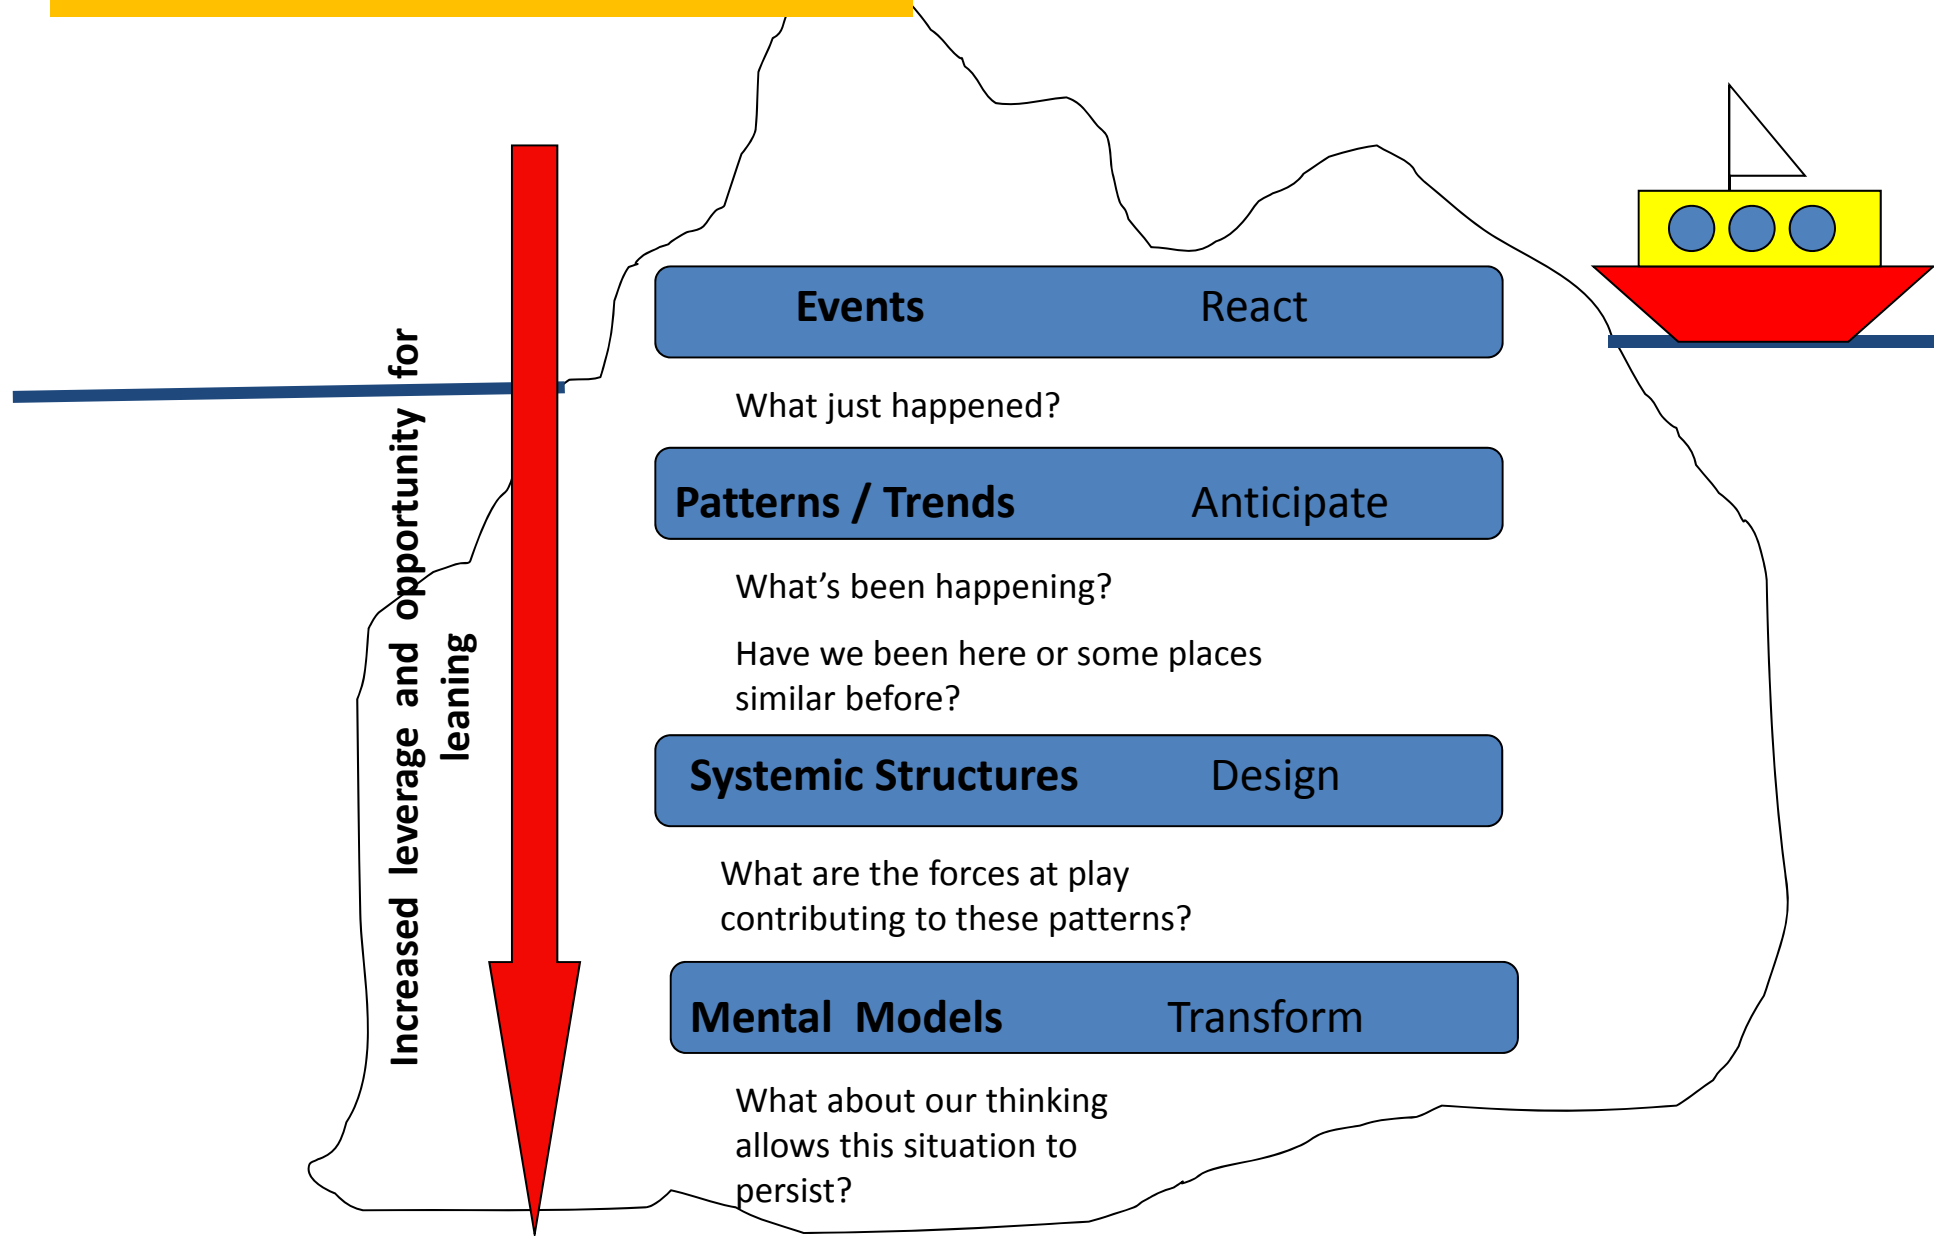 Events React
What just happened?
Patterns / Trends Anticipate
What’s been happening?
Have we been here or some places
similar before?
Systemic Structures Design
What are the forces at play
contributing to these patterns?
Mental Models Transform
What about our thinking
allows this situation to
persist?
Increased leverage and opportunity for
leaning